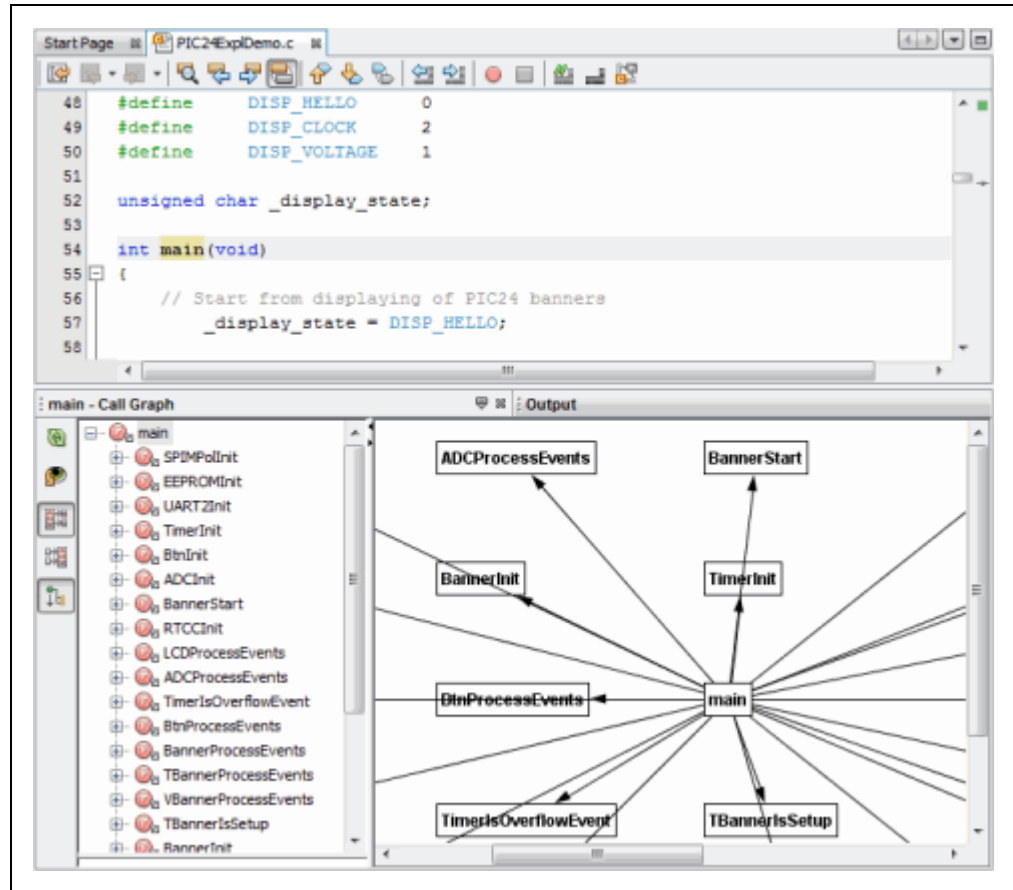 Start Page PIC24ExplDemo.c
48 #define DISP_HELLO 0
49 #define DISP_CLOCK 2
50 #define DISP_VOLTAGE 1
51
52 unsigned char _display_state;
53
54 int main(void)
55 {
56 // Start from displaying of PIC24 banners
57 _display_state = DISP_HELLO;
58
main - Call Graph Output
main
SPIMPolInit
EEPROMInit
UART2Init
TimerInit
BtnInit
ADCInit
BannerStart
RTCCInit
LCDProcessEvents
ADCProcessEvents
TimerIsOverflowEvent
BtnProcessEvents
BannerProcessEvents
TBannerProcessEvents
VBannerProcessEvents
TBannerIsSetup
BannerInit
ADCProcessEvents BannerStart
BannerInit TimerInit
BtnProcessEvents main
TimerIsOverflowEvent TBannerIsSetup